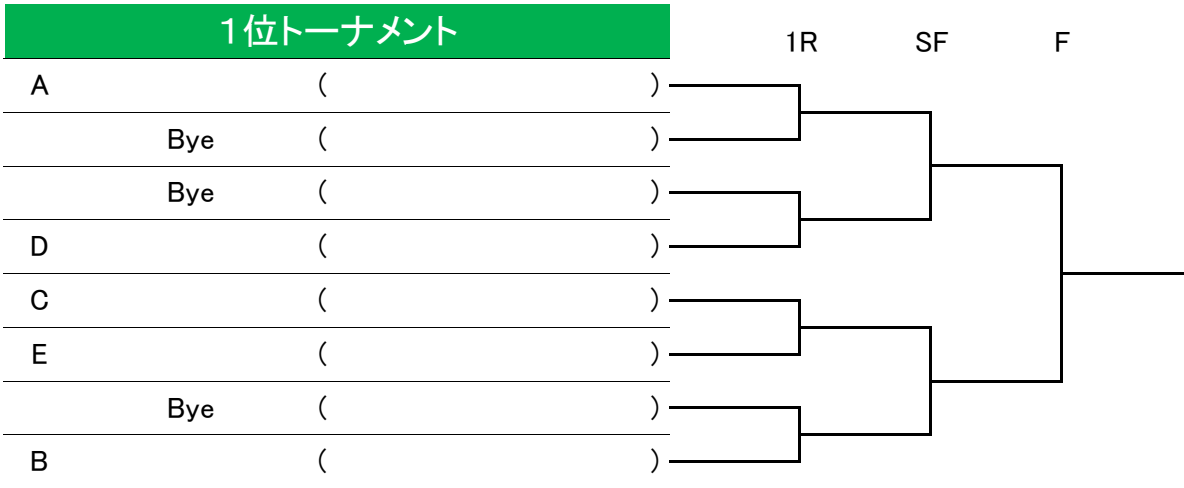 １位トーナメント
1R SF F
A ( )
Bye ( )
Bye ( )
D ( )
C ( )
E ( )
Bye ( )
B ( )